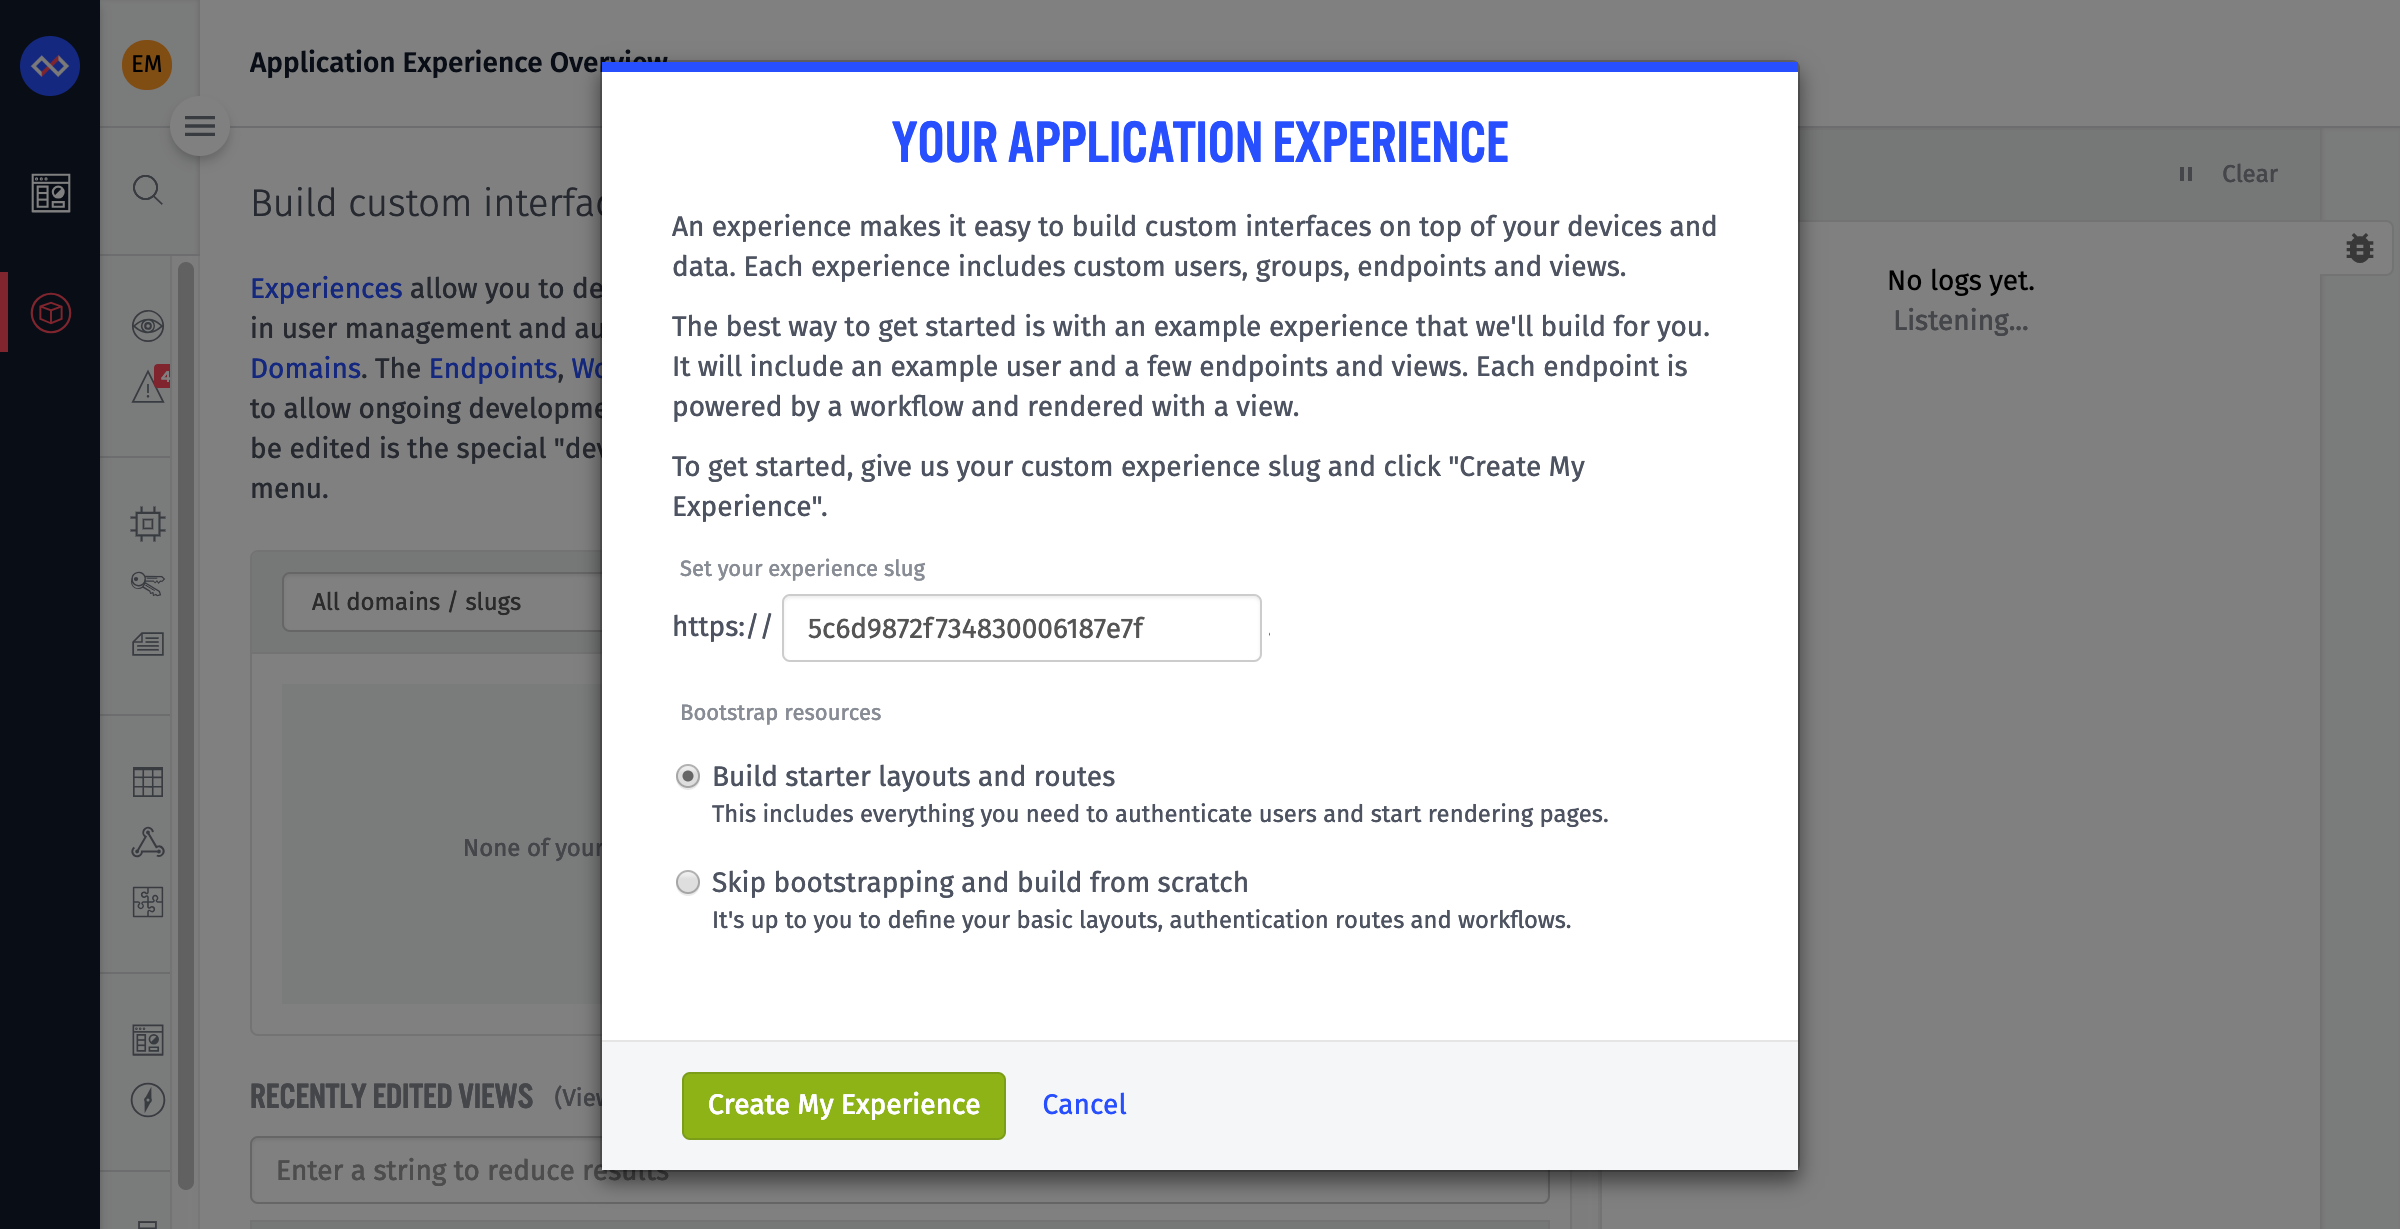 EM
Application Experience Overview
Build custom interfac
Experiences allow you to de
in user management and au
Domains. The Endpoints, Wo
to allow ongoing developme
be edited is the special "dev
menu.
All domains / slugs
None of your
RECENTLY EDITED VIEWS (View
Enter a string to reduce results
4
YOUR APPLICATION EXPERIENCE
An experience makes it easy to build custom interfaces on top of your devices and
data. Each experience includes custom users, groups, endpoints and views.
The best way to get started is with an example experience that we'll build for you.
It will include an example user and a few endpoints and views. Each endpoint is
powered by a workflow and rendered with a view.
To get started, give us your custom experience slug and click "Create My
Experience".
Set your experience slug
https:// 5c6d9872f734830006187e7f .
Bootstrap resources
Build starter layouts and routes
This includes everything you need to authenticate users and start rendering pages.
Skip bootstrapping and build from scratch
It's up to you to define your basic layouts, authentication routes and workflows.
Create My Experience Cancel
Clear
No logs yet.
Listening...